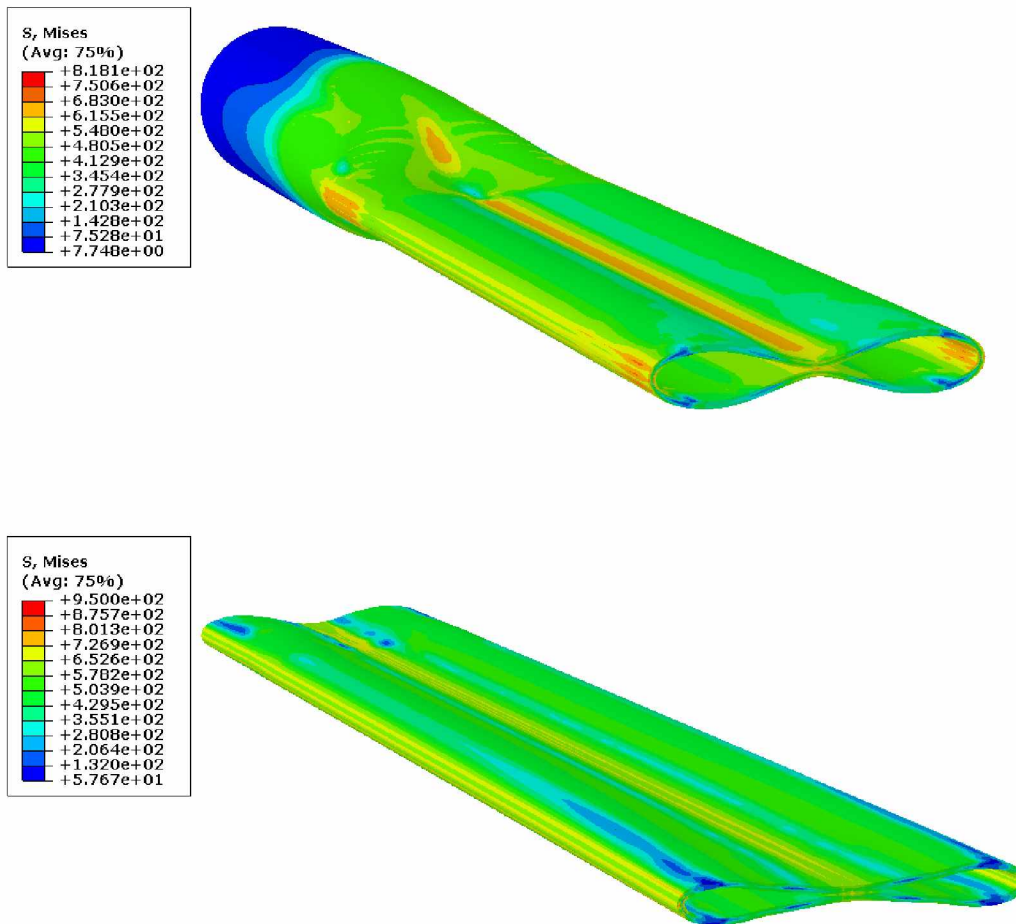 S, Mises
(Avg: 75%)
+8.181e+02
+7.506e+02
+6.830e+02
+6.155e+02
+5.480e+02
+4.805e+02
+4.129e+02
+3.454e+02
+2.779e+02
+2.103e+02
+1.428e+02
+7.528e+01
+7.748e+00
S, Mises
(Avg: 75%)
+9.500e+02
+8.757e+02
+8.013e+02
+7.269e+02
+6.526e+02
+5.782e+02
+5.039e+02
+4.295e+02
+3.551e+02
+2.808e+02
+2.064e+02
+1.320e+02
+5.767e+01